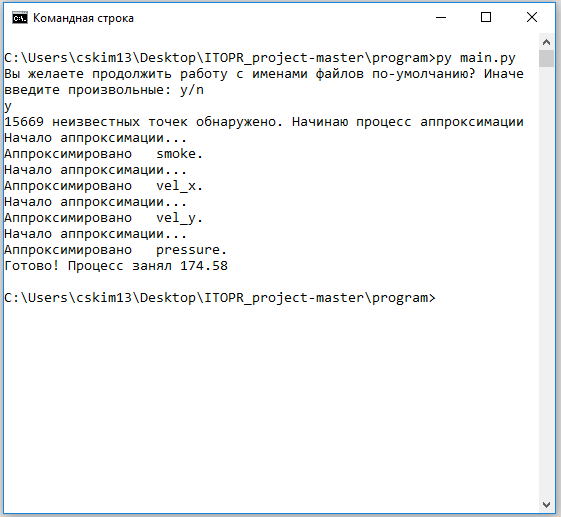 Командная строка
C:\Users\cskim13\Desktop\ITOPR_project-master\program>py main.py
Вы желаете продолжить работу с именами файлов по-умолчанию? Иначе
введите произвольные: y/n
y
15669 неизвестных точек обнаружено. Начинаю процесс аппроксимации
Начало аппроксимации...
Аппроксимировано   smoke.
Начало аппроксимации...
Аппроксимировано   vel_x.
Начало аппроксимации...
Аппроксимировано   vel_y.
Начало аппроксимации...
Аппроксимировано   pressure.
Готово! Процесс занял 174.58
C:\Users\cskim13\Desktop\ITOPR_project-master\program>